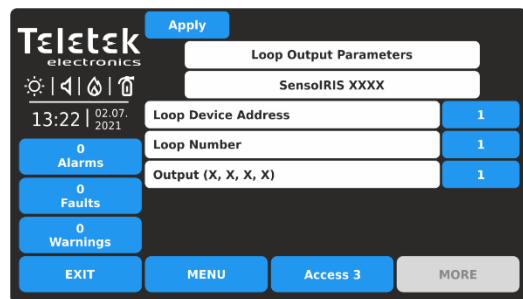 Tεlεtεk
electronics
13:22 02.07.
2021
0
Alarms
0
Faults
0
Warnings
EXIT
Apply
Loop Output Parameters
SensoIRIS XXXX
Loop Device Address 1
Loop Number 1
Output (X, X, X, X) 1
MENU
Access 3
MORE